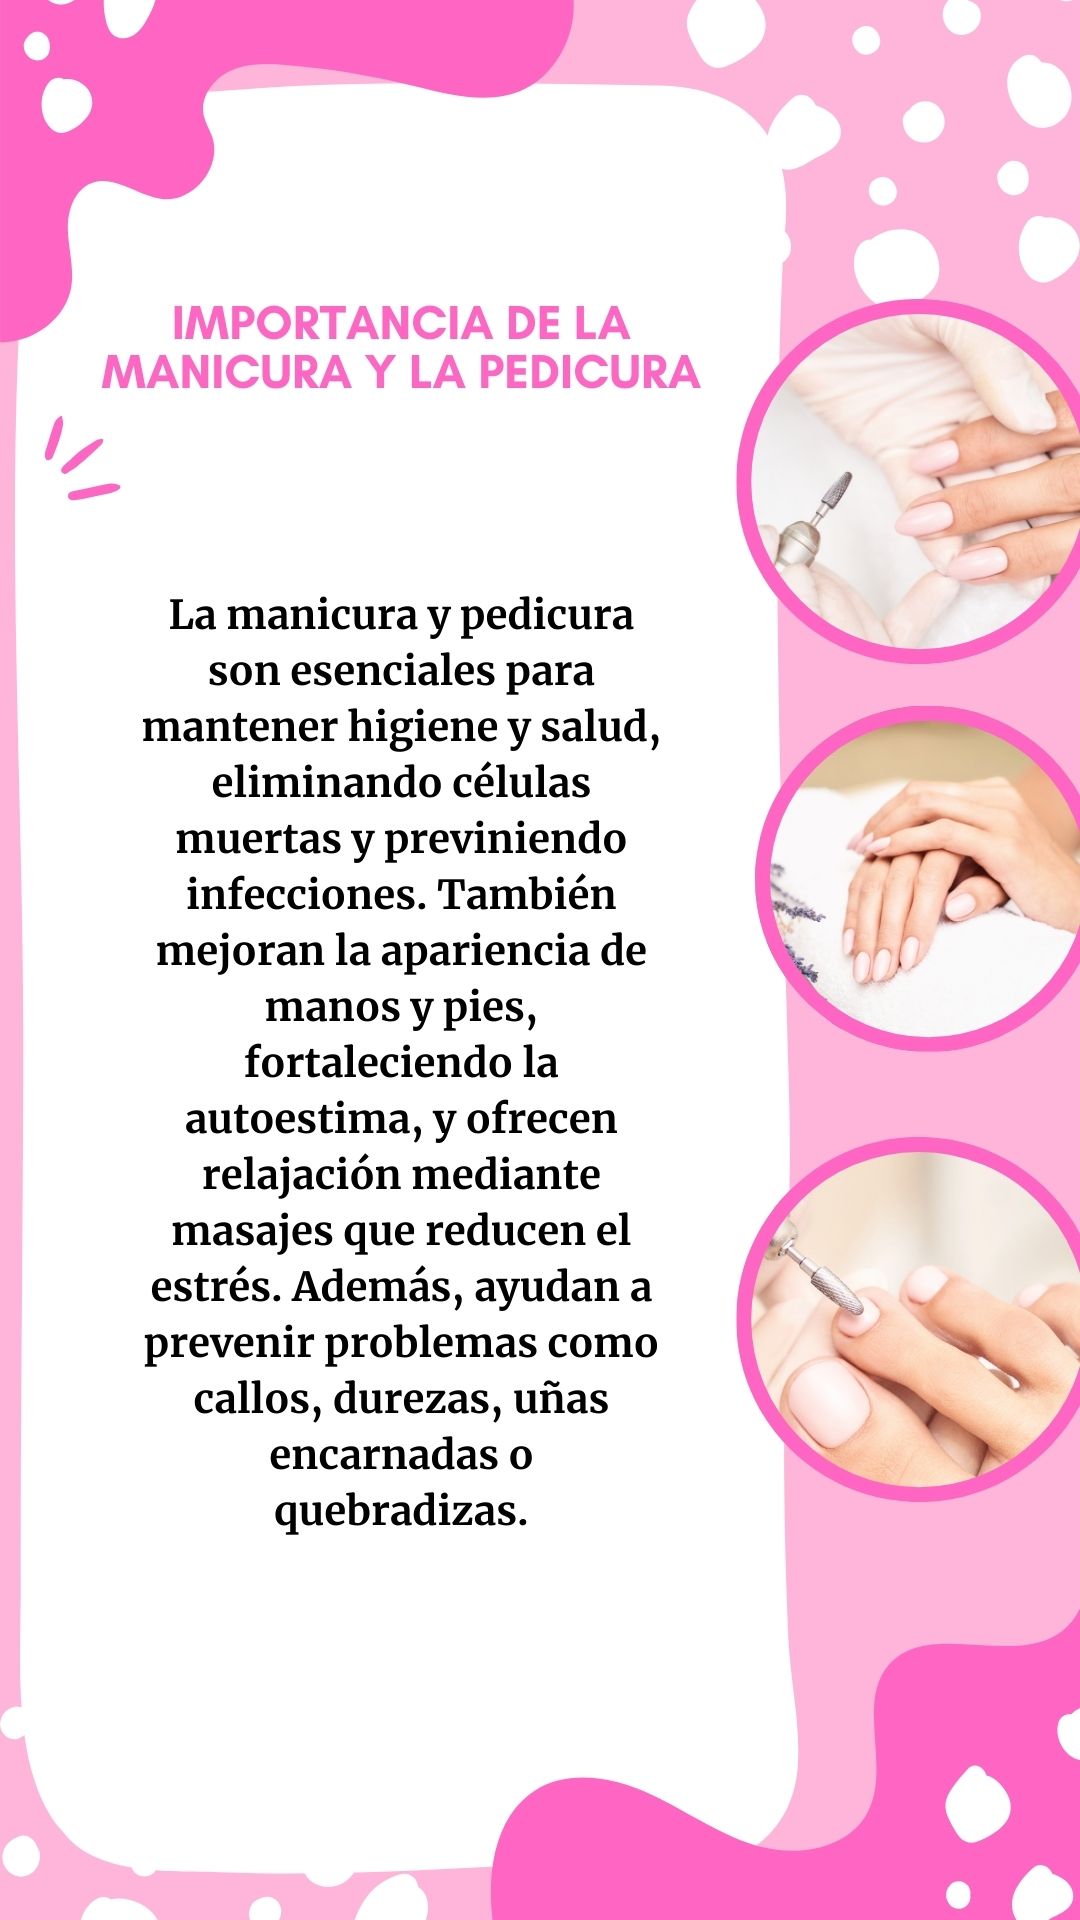 IMPORTANCIA DE LA
MANICURA Y LA PEDICURA
La manicura y pedicura
son esenciales para
mantener higiene y salud,
eliminando células
muertas y previniendo
infecciones. También
mejoran la apariencia de
manos y pies,
fortaleciendo la
autoestima, y ofrecen
relajación mediante
masajes que reducen el
estrés. Además, ayudan a
prevenir problemas como
callos, durezas, uñas
encarnadas o
quebradizas.